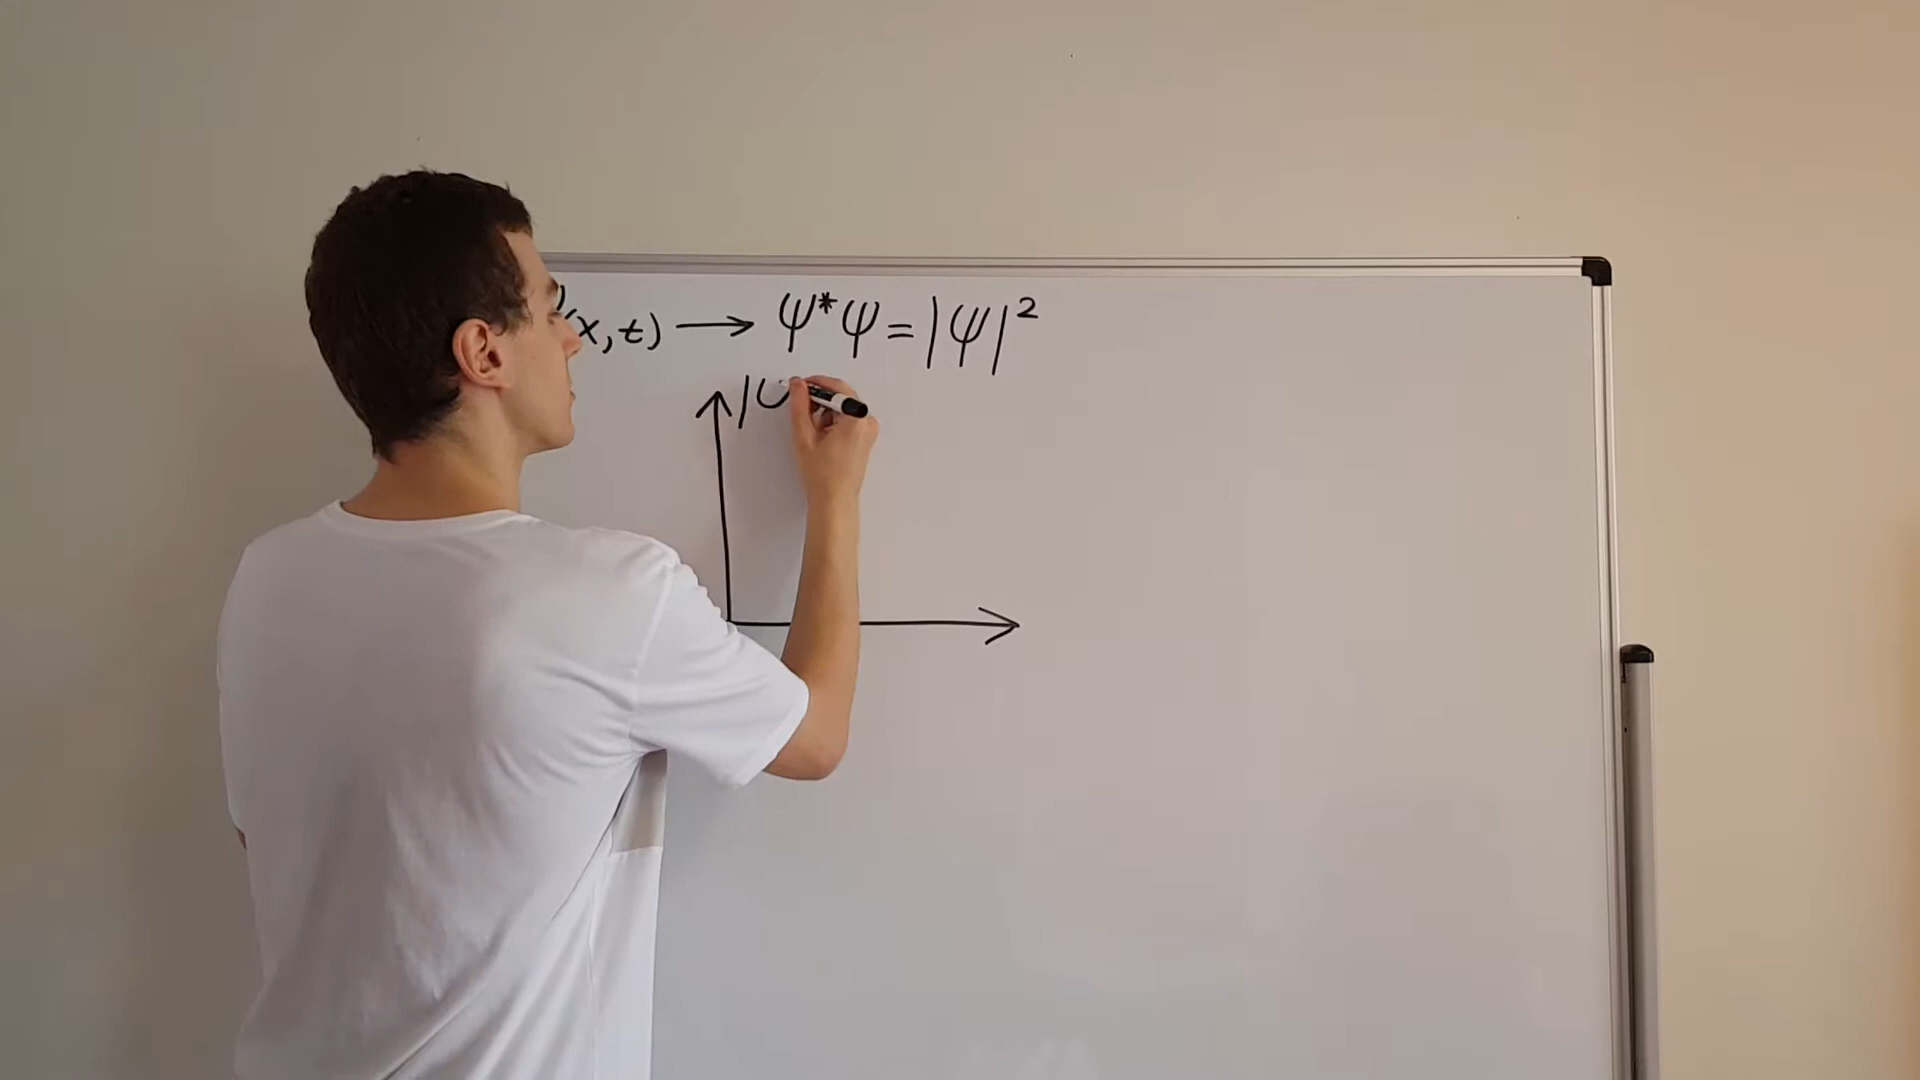 (x,t) → ψ*ψ = |ψ|²
|